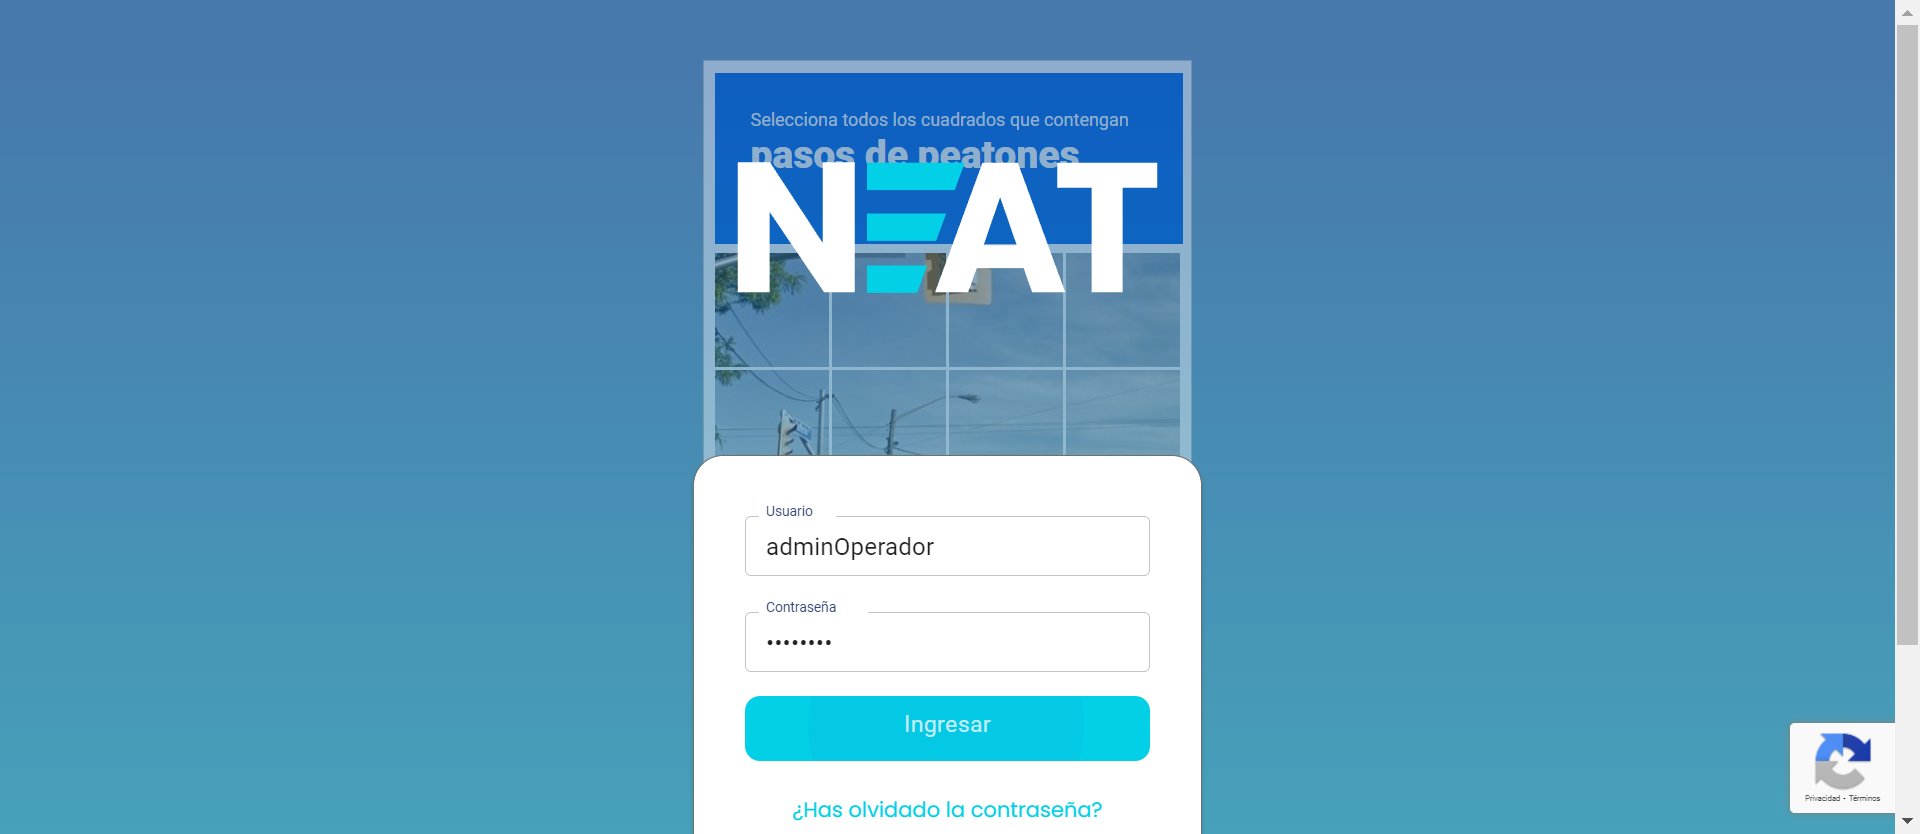 Selecciona todos los cuadrados que contengan
pasos de peatones
NEAT
Usuario
adminOperador
Contraseña
••••••••
Ingresar
¿Has olvidado la contraseña?
Privacidad - Términos